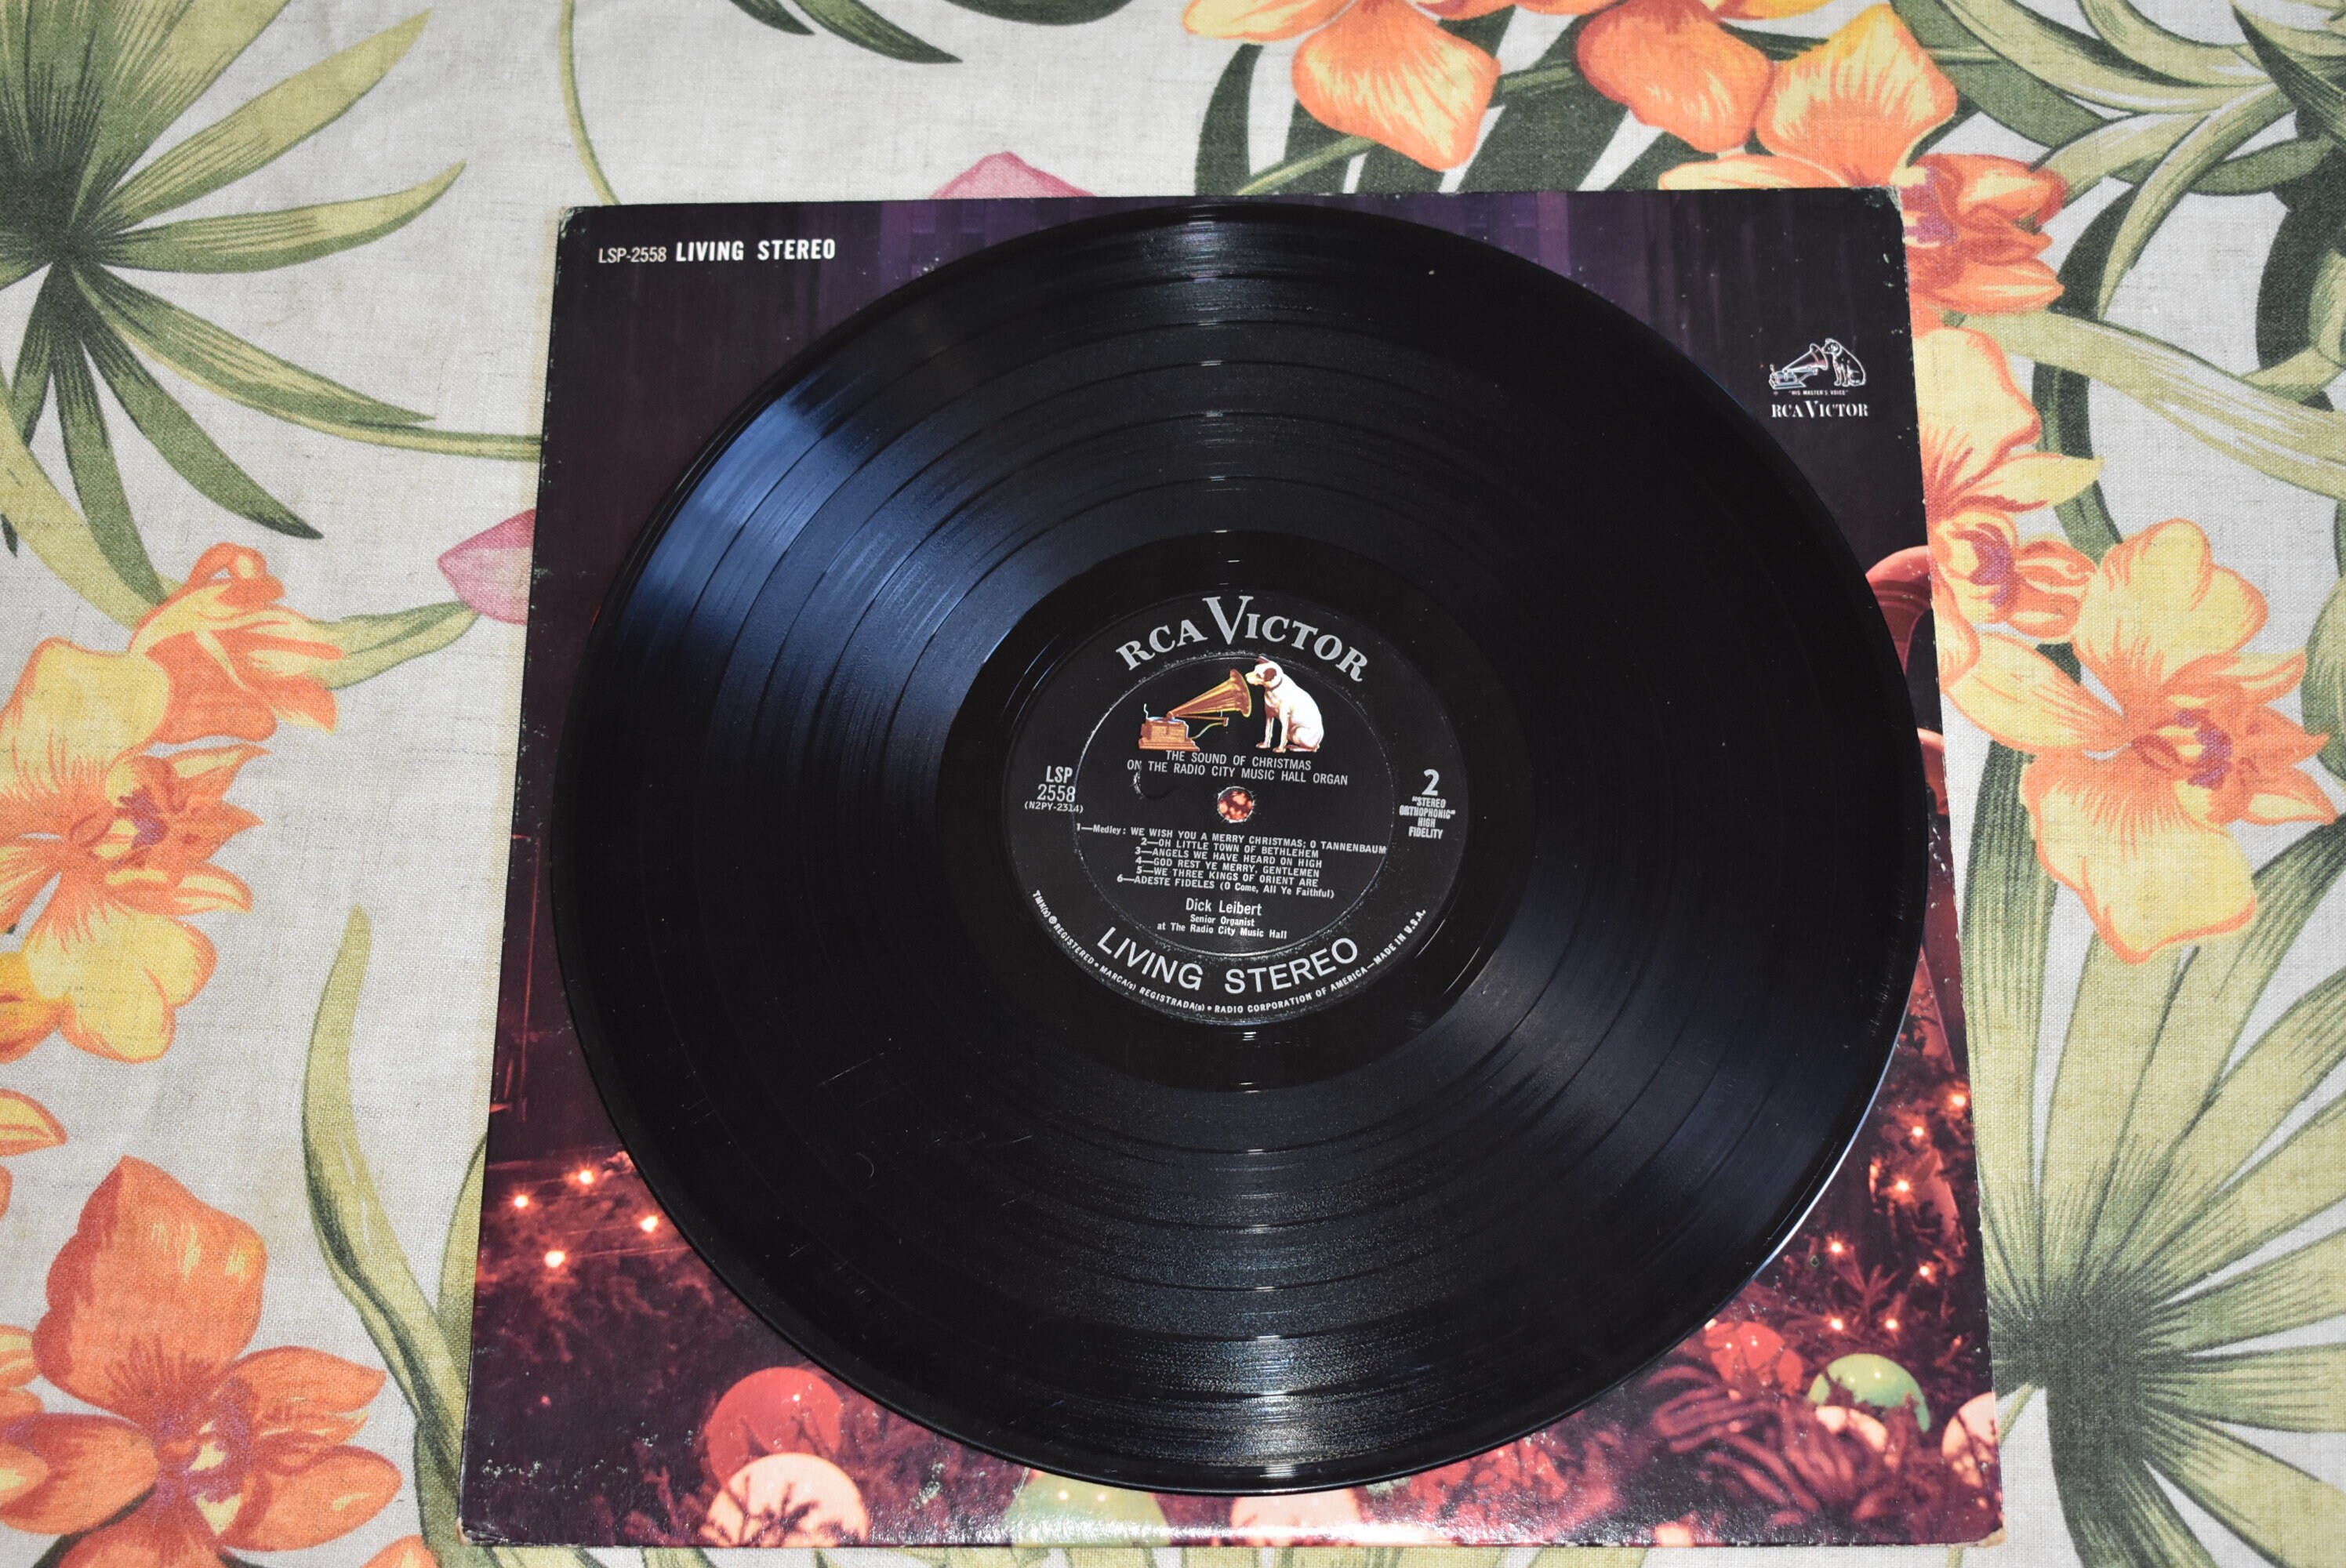 LSP-2558 LIVING STEREO
"HIS MASTER'S VOICE"
RCA VICTOR
RCA VICTOR
THE SOUND OF CHRISTMAS
ON THE RADIO CITY MUSIC HALL ORGAN
LSP
2558
(N2PY-2314)
2
"STEREO
ORTHOPHONIC"
HIGH
FIDELITY
1—Medley: WE WISH YOU A MERRY CHRISTMAS; O TANNENBAUM
2—OH LITTLE TOWN OF BETHLEHEM
3—ANGELS WE HAVE HEARD ON HIGH
4—GOD REST YE MERRY, GENTLEMEN
5—WE THREE KINGS OF ORIENT ARE
6—ADESTE FIDELES (O Come, All Ye Faithful)
Dick Leibert
Senior Organist
at The Radio City Music Hall
LIVING STEREO
TMK(s) ® REGISTERED • MARCA(s) REGISTRADA(s) • RADIO CORPORATION OF AMERICA—MADE IN U.S.A.